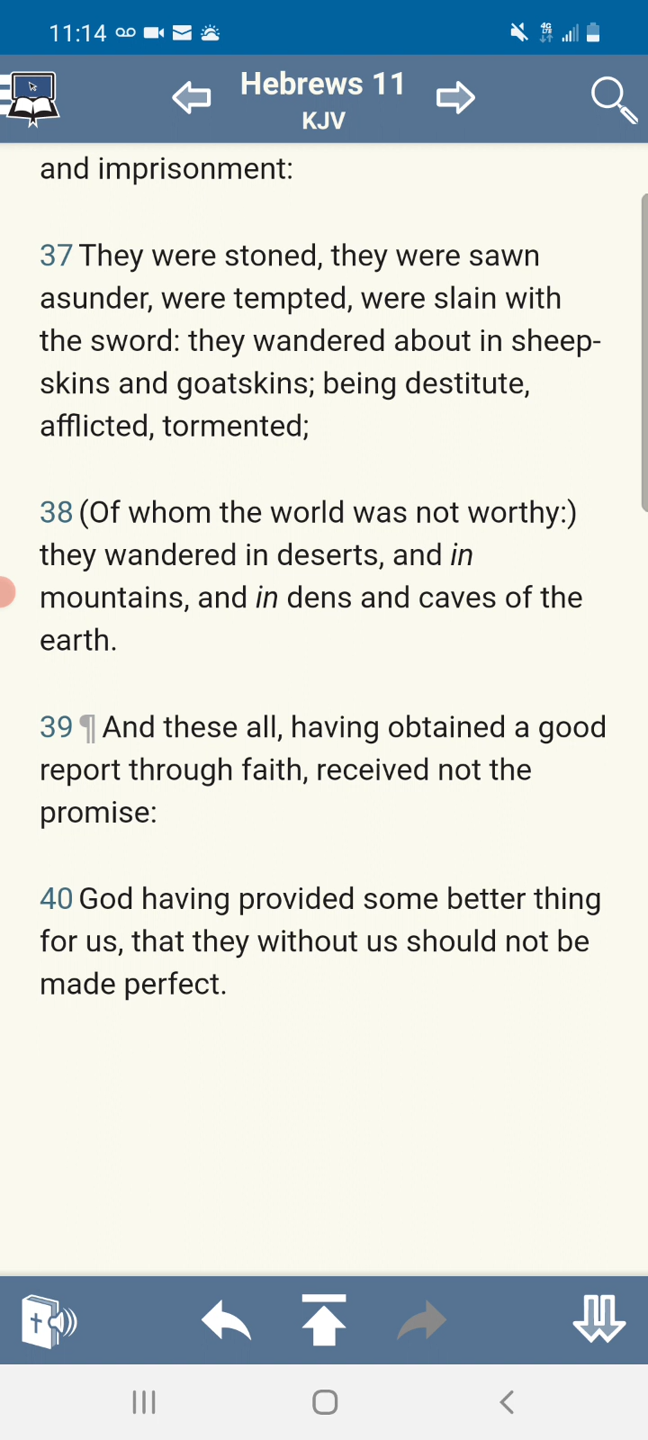 11:14
4G
LTE
Hebrews 11
KJV
and imprisonment:
37 They were stoned, they were sawn
asunder, were tempted, were slain with
the sword: they wandered about in sheep-
skins and goatskins; being destitute,
afflicted, tormented;
38 (Of whom the world was not worthy:)
they wandered in deserts, and in
mountains, and in dens and caves of the
earth.
39 ¶ And these all, having obtained a good
report through faith, received not the
promise:
40 God having provided some better thing
for us, that they without us should not be
made perfect.